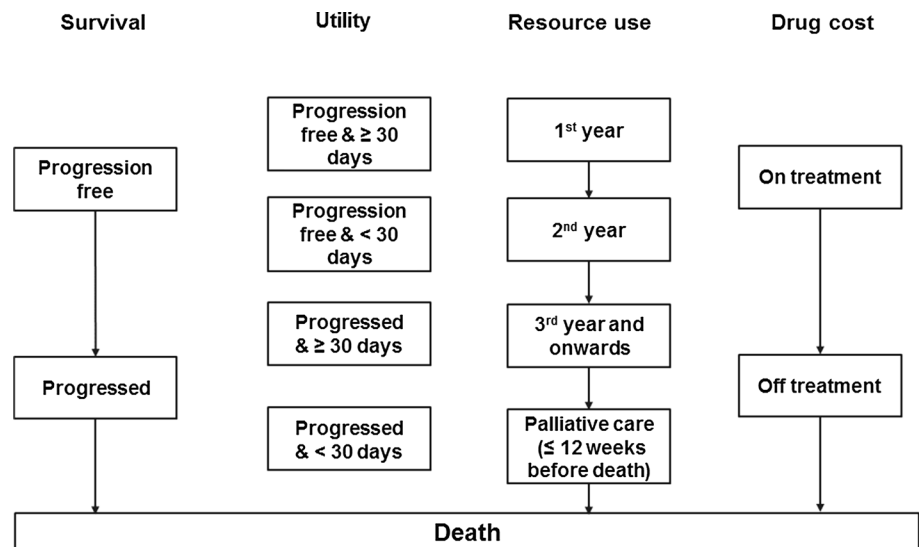 Survival
Utility
Resource use
Drug cost
Progression
free
Progressed
Progression
free & ≥ 30
days
Progression
free & < 30
days
Progressed
& ≥ 30 days
Progressed
& < 30 days
1st year
2nd year
3rd year and
onwards
Palliative care
(≤ 12 weeks
before death)
On treatment
Off treatment
Death